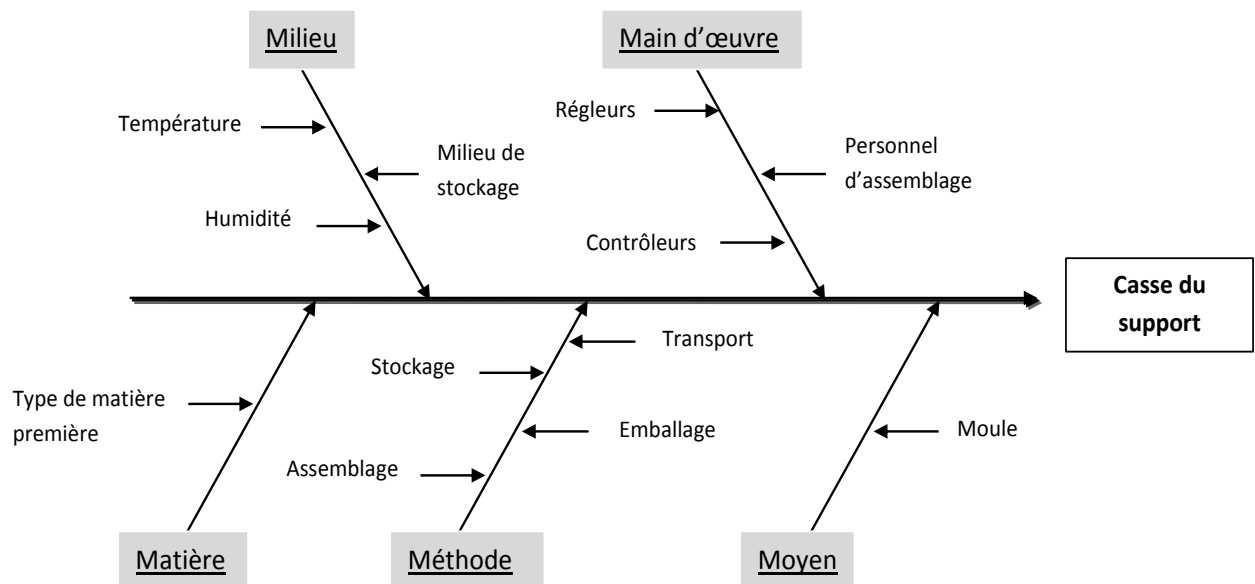 Milieu
Main d'œuvre
Température
Régleurs
Milieu de
stockage
Personnel
d'assemblage
Humidité
Contrôleurs
Casse du
support
Transport
Stockage
Type de matière
première
Emballage
Moule
Assemblage
Matière
Méthode
Moyen